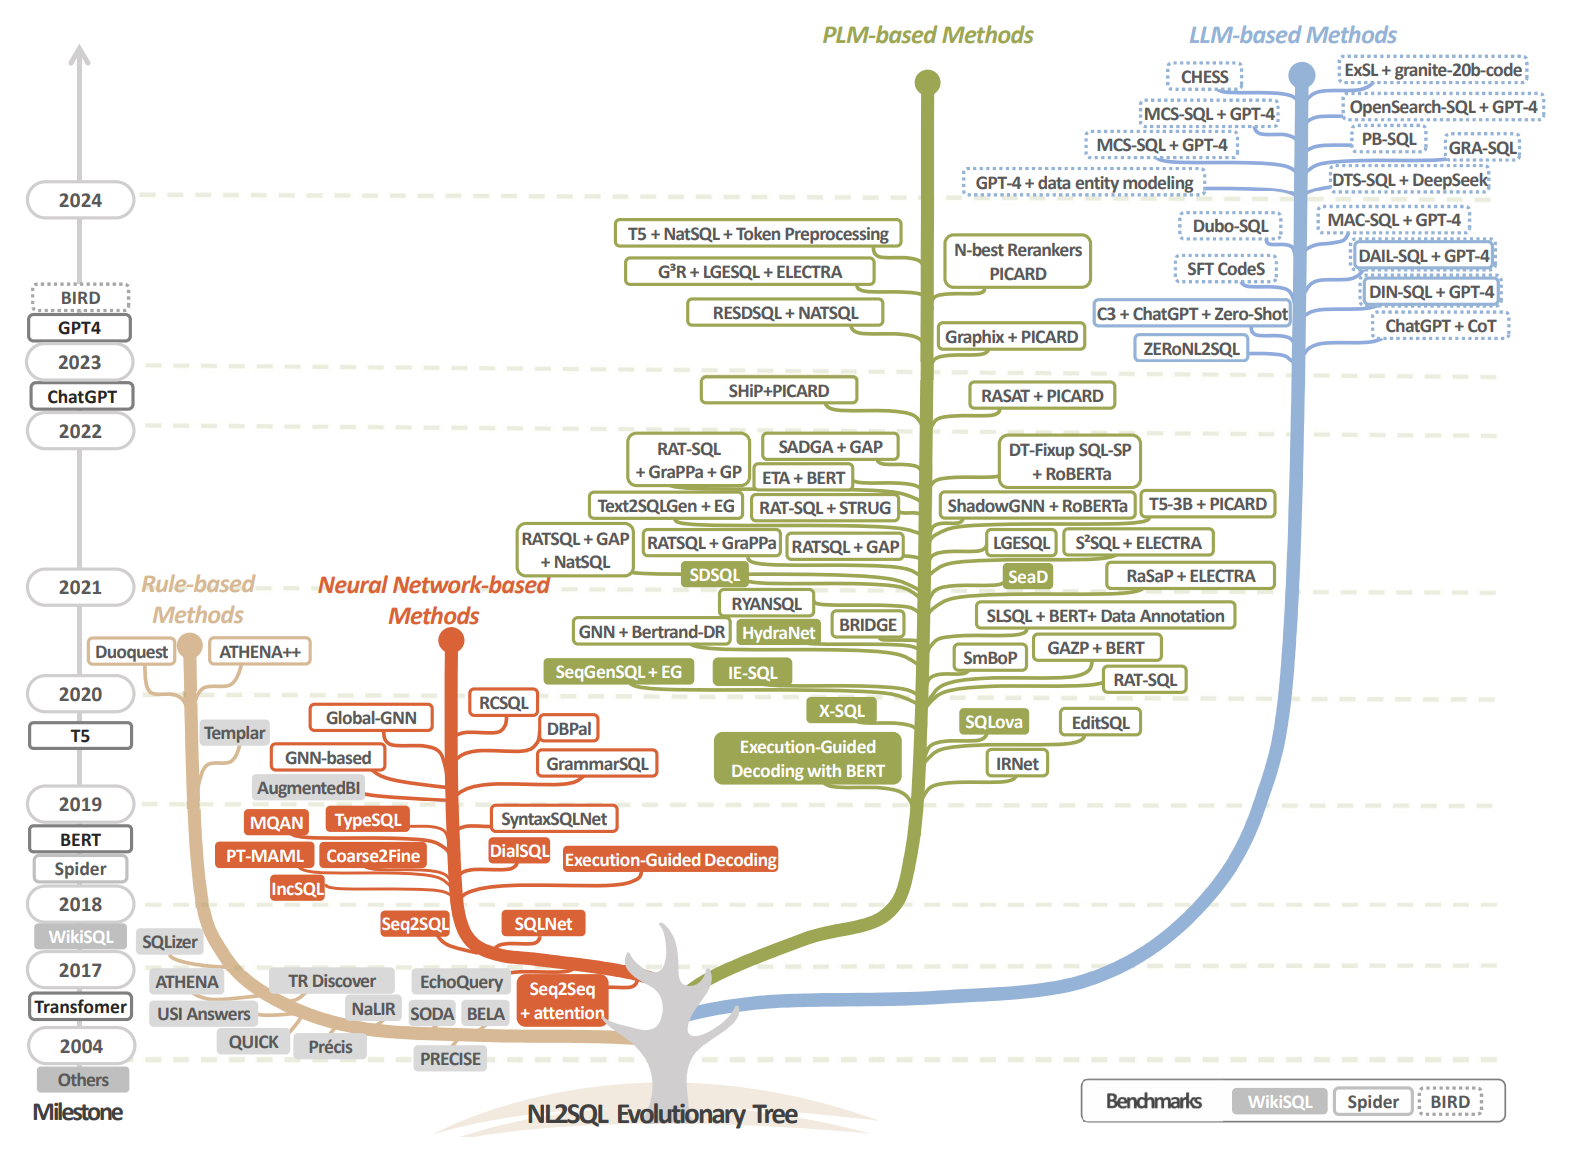 PLM-based Methods
LLM-based Methods
CHESS
ExSL + granite-20b-code
MCS-SQL + GPT-4
OpenSearch-SQL + GPT-4
MCS-SQL + GPT-4
PB-SQL
GRA-SQL
GPT-4 + data entity modeling
DTS-SQL + DeepSeek
2024
T5 + NatSQL + Token Preprocessing
N-best Rerankers
PICARD
Dubo-SQL
MAC-SQL + GPT-4
G³R + LGESQL + ELECTRA
SFT CodeS
DAIL-SQL + GPT-4
BIRD
DIN-SQL + GPT-4
GPT4
RESDSQL + NATSQL
C3 + ChatGPT + Zero-Shot
ChatGPT + CoT
Graphix + PICARD
ZERoNL2SQL
2023
ChatGPT
SHiP+PICARD
RASAT + PICARD
2022
RAT-SQL
+ GraPPa + GP
SADGA + GAP
DT-Fixup SQL-SP
+ RoBERTa
ETA + BERT
Text2SQLGen + EG
RAT-SQL + STRUG
ShadowGNN + RoBERTa
T5-3B + PICARD
RATSQL + GAP
+ NatSQL
RATSQL + GraPPa
RATSQL + GAP
LGESQL
S²SQL + ELECTRA
2021
Rule-based
Methods
Neural Network-based
Methods
SDSQL
SeaD
RaSaP + ELECTRA
RYANSQL
GNN + Bertrand-DR
HydraNet
BRIDGE
SLSQL + BERT+ Data Annotation
Duoquest
ATHENA++
SmBoP
GAZP + BERT
SeqGenSQL + EG
IE-SQL
RAT-SQL
2020
RCSQL
Global-GNN
X-SQL
SQLova
EditSQL
T5
Templar
DBPal
GNN-based
GrammarSQL
Execution-Guided
Decoding with BERT
IRNet
AugmentedBI
2019
MQAN
TypeSQL
SyntaxSQLNet
BERT
PT-MAML
Coarse2Fine
DialSQL
Execution-Guided Decoding
Spider
IncSQL
2018
WikiSQL
SQLizer
Seq2SQL
SQLNet
2017
ATHENA
TR Discover
EchoQuery
Seq2Seq
+ attention
Transfomer
USI Answers
NaLIR
SODA
BELA
2004
QUICK
Précis
PRECISE
Others
Milestone
NL2SQL Evolutionary Tree
Benchmarks
WikiSQL
Spider
BIRD